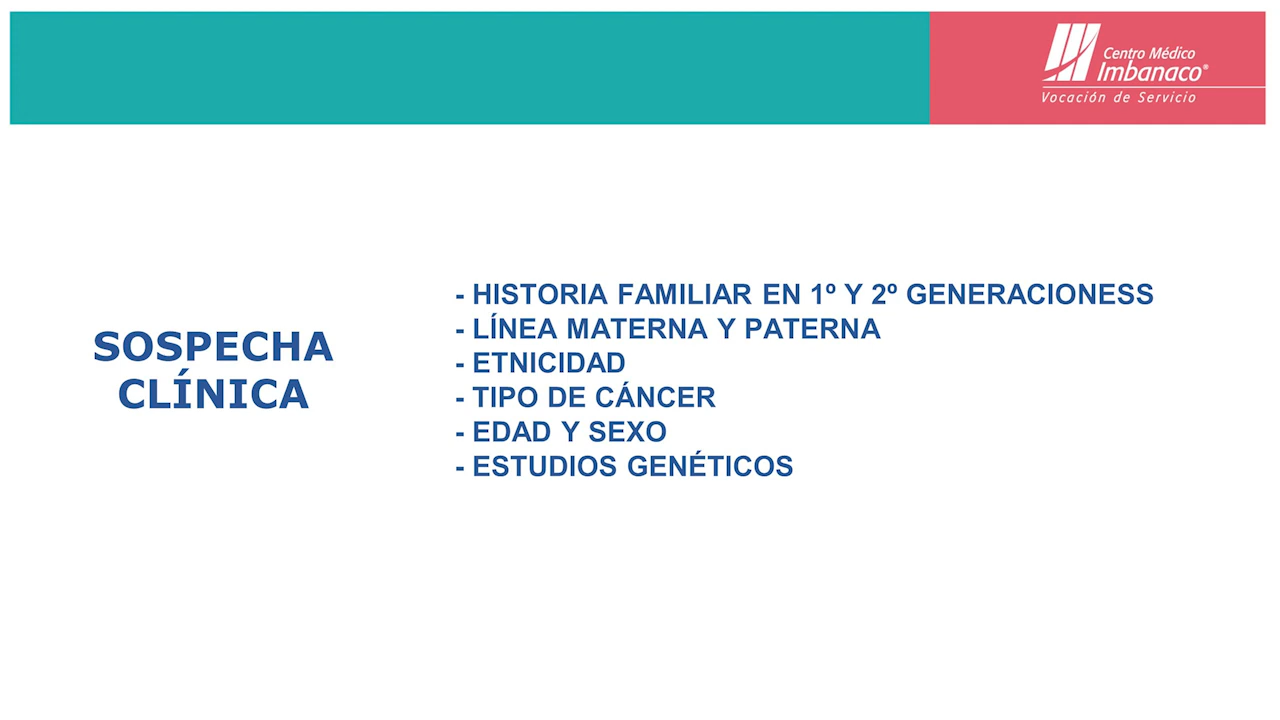 Centro Médico
Imbanaco®
Vocación de Servicio
SOSPECHA
CLÍNICA
- HISTORIA FAMILIAR EN 1º Y 2º GENERACIONESS
- LÍNEA MATERNA Y PATERNA
- ETNICIDAD
- TIPO DE CÁNCER
- EDAD Y SEXO
- ESTUDIOS GENÉTICOS